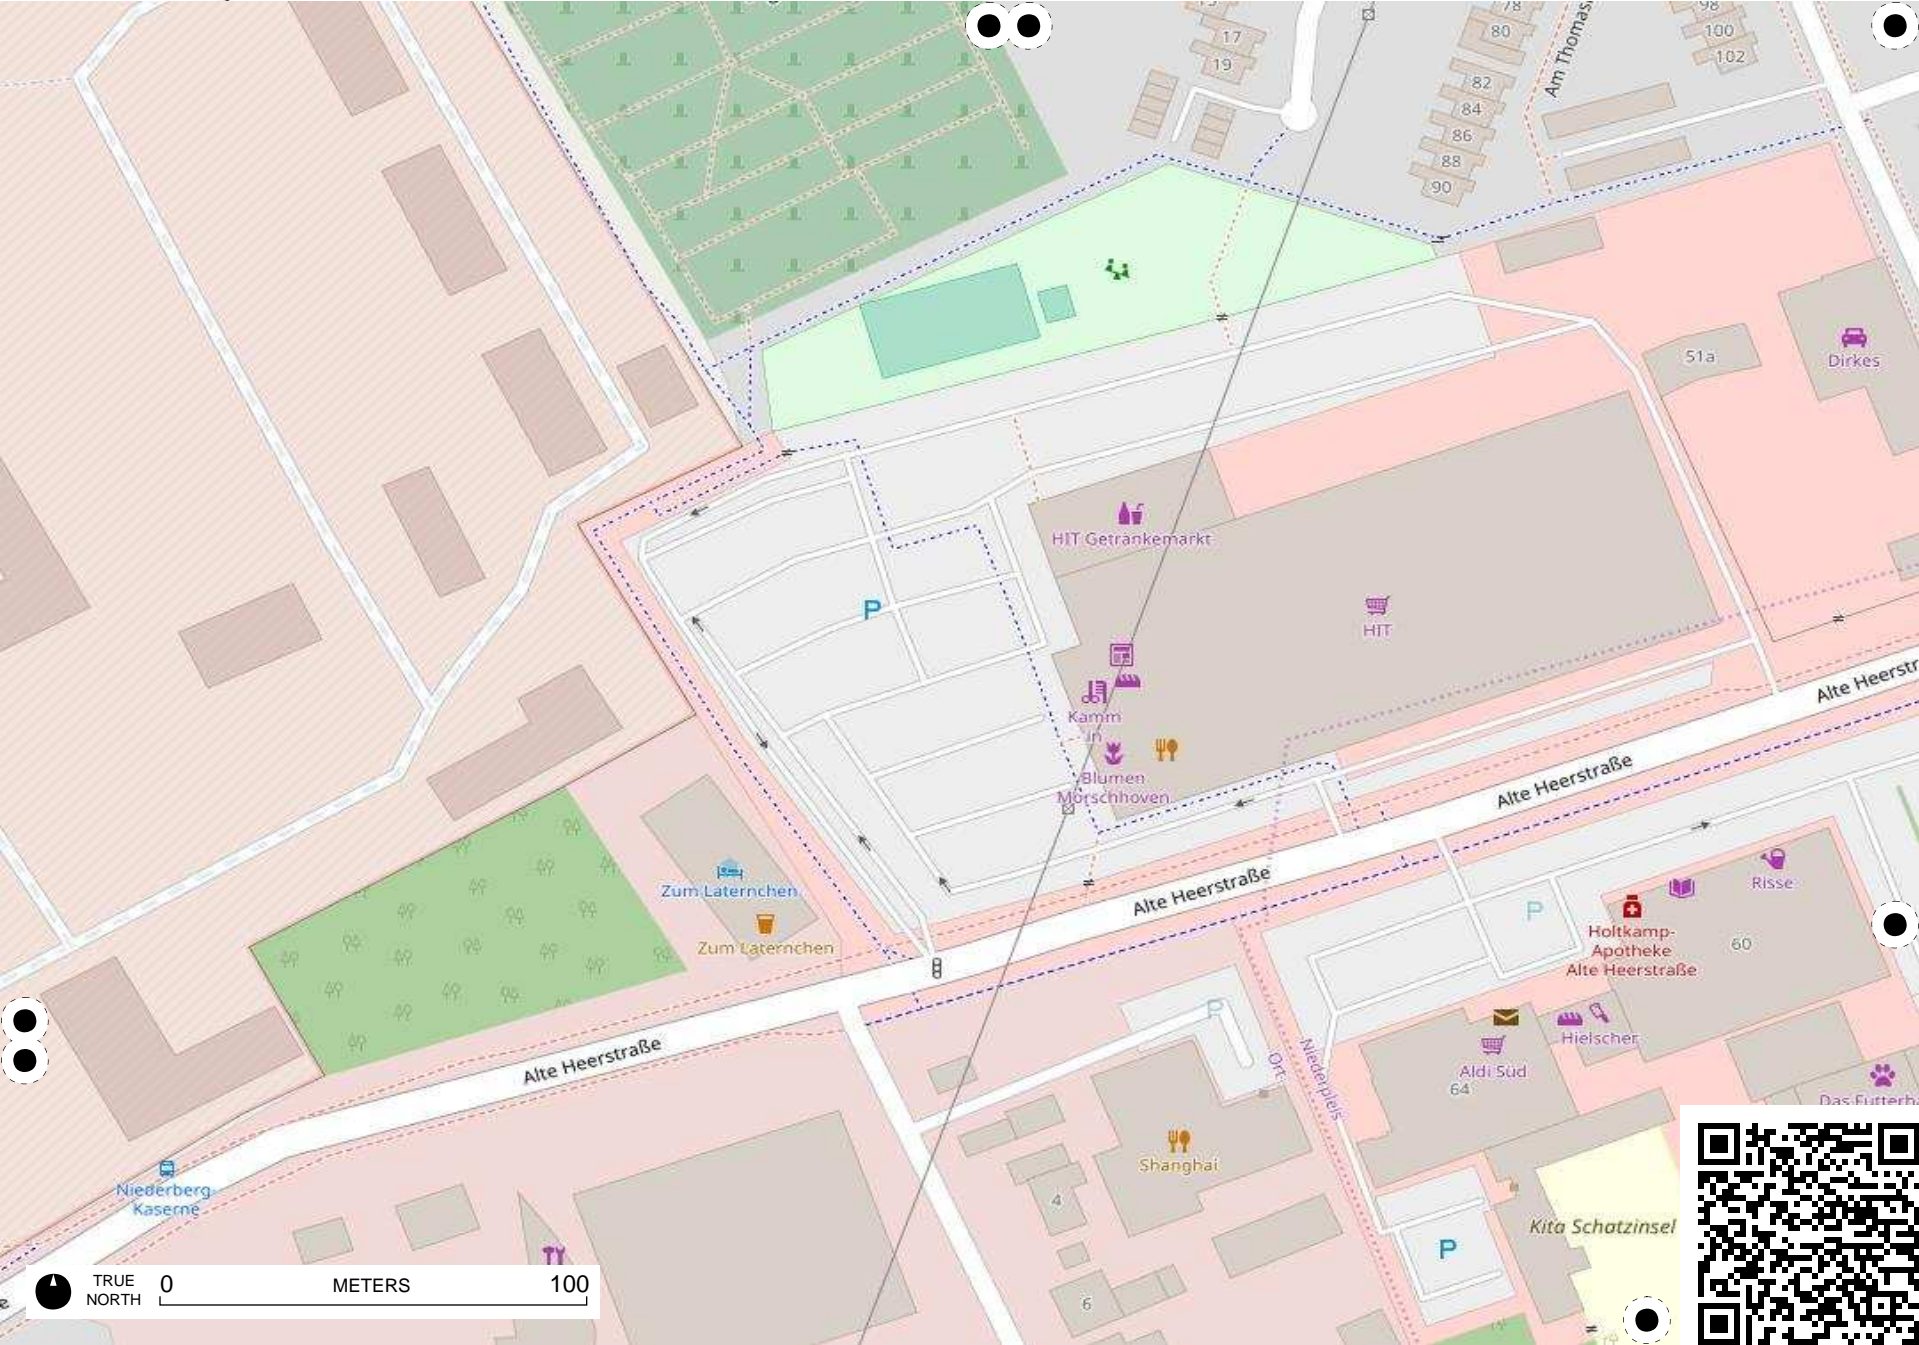 17
19
78
80
82
84
86
88
90
Am Thomas
98
100
102
51a
Dirkes
HIT Getränkemarkt
HIT
P
Kamm
in
Blumen
Morschhoven
Alte Heerstr
Alte Heerstraße
Alte Heerstraße
Zum Laternchen
Zum Laternchen
Risse
P
Holtkamp-
Apotheke
Alte Heerstraße
60
P
Alte Heerstraße
Hielscher
Aldi Süd
64
Ort-
Niederpleis
Das Futterh
Niederberg-
Kaserne
Shanghai
4
Kita Schatzinsel
P
6
TRUE
NORTH
0 METERS 100